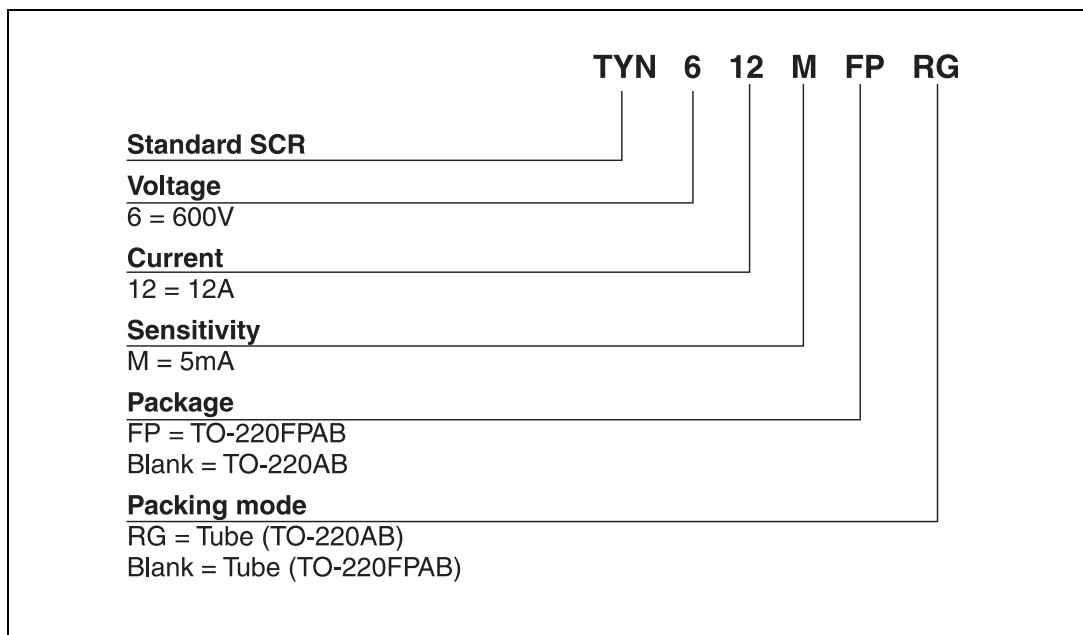 TYN 6 12 M FP RG
Standard SCR
Voltage
6 = 600V
Current
12 = 12A
Sensitivity
M = 5mA
Package
FP = TO-220FPAB
Blank = TO-220AB
Packing mode
RG = Tube (TO-220AB)
Blank = Tube (TO-220FPAB)